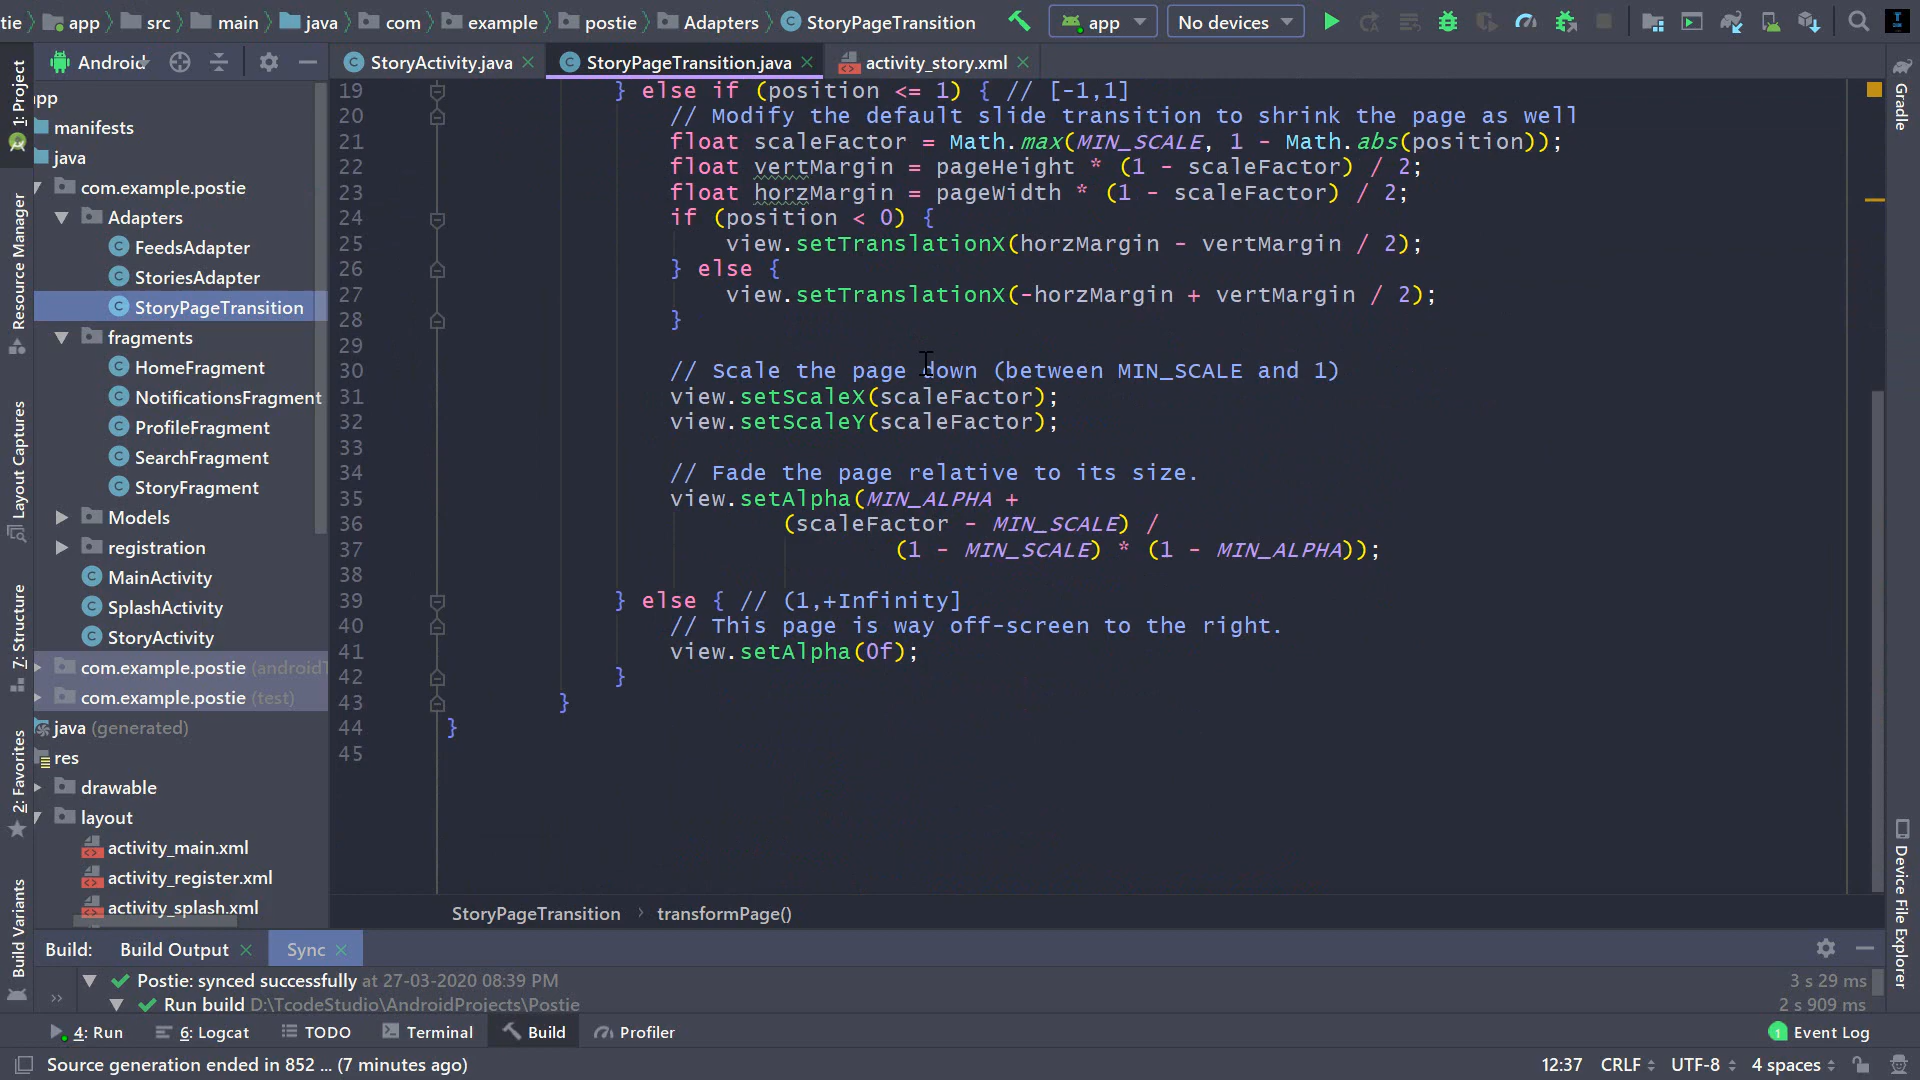 tie
app
src
main
java
com
example
postie
Adapters
StoryPageTransition
app
No devices
Android
StoryActivity.java
StoryPageTransition.java
activity_story.xml
1: Project
Resource Manager
Layout Captures
7: Structure
2: Favorites
Build Variants
pp
manifests
java
com.example.postie
Adapters
FeedsAdapter
StoriesAdapter
StoryPageTransition
fragments
HomeFragment
NotificationsFragment
ProfileFragment
SearchFragment
StoryFragment
Models
registration
MainActivity
SplashActivity
StoryActivity
com.example.postie (androidT
com.example.postie (test)
java (generated)
res
drawable
layout
activity_main.xml
activity_register.xml
activity_splash.xml
19 } else if (position <= 1) { // [-1,1]
20 // Modify the default slide transition to shrink the page as well
21 float scaleFactor = Math.max(MIN_SCALE, 1 - Math.abs(position));
22 float vertMargin = pageHeight * (1 - scaleFactor) / 2;
23 float horzMargin = pageWidth * (1 - scaleFactor) / 2;
24 if (position < 0) {
25 view.setTranslationX(horzMargin - vertMargin / 2);
26 } else {
27 view.setTranslationX(-horzMargin + vertMargin / 2);
28 }
29
30 // Scale the page down (between MIN_SCALE and 1)
31 view.setScaleX(scaleFactor);
32 view.setScaleY(scaleFactor);
33
34 // Fade the page relative to its size.
35 view.setAlpha(MIN_ALPHA +
36 (scaleFactor - MIN_SCALE) /
37 (1 - MIN_SCALE) * (1 - MIN_ALPHA));
38
39 } else { // (1,+Infinity]
40 // This page is way off-screen to the right.
41 view.setAlpha(0f);
42 }
43 }
44 }
45
StoryPageTransition › transformPage()
Gradle
Device File Explorer
Build: Build Output Sync
Postie: synced successfully at 27-03-2020 08:39 PM 3 s 29 ms
» Run build D:\TcodeStudio\AndroidProjects\Postie 2 s 909 ms
4: Run 6: Logcat TODO Terminal Build Profiler 1 Event Log
Source generation ended in 852 ... (7 minutes ago) 12:37 CRLF UTF-8 4 spaces